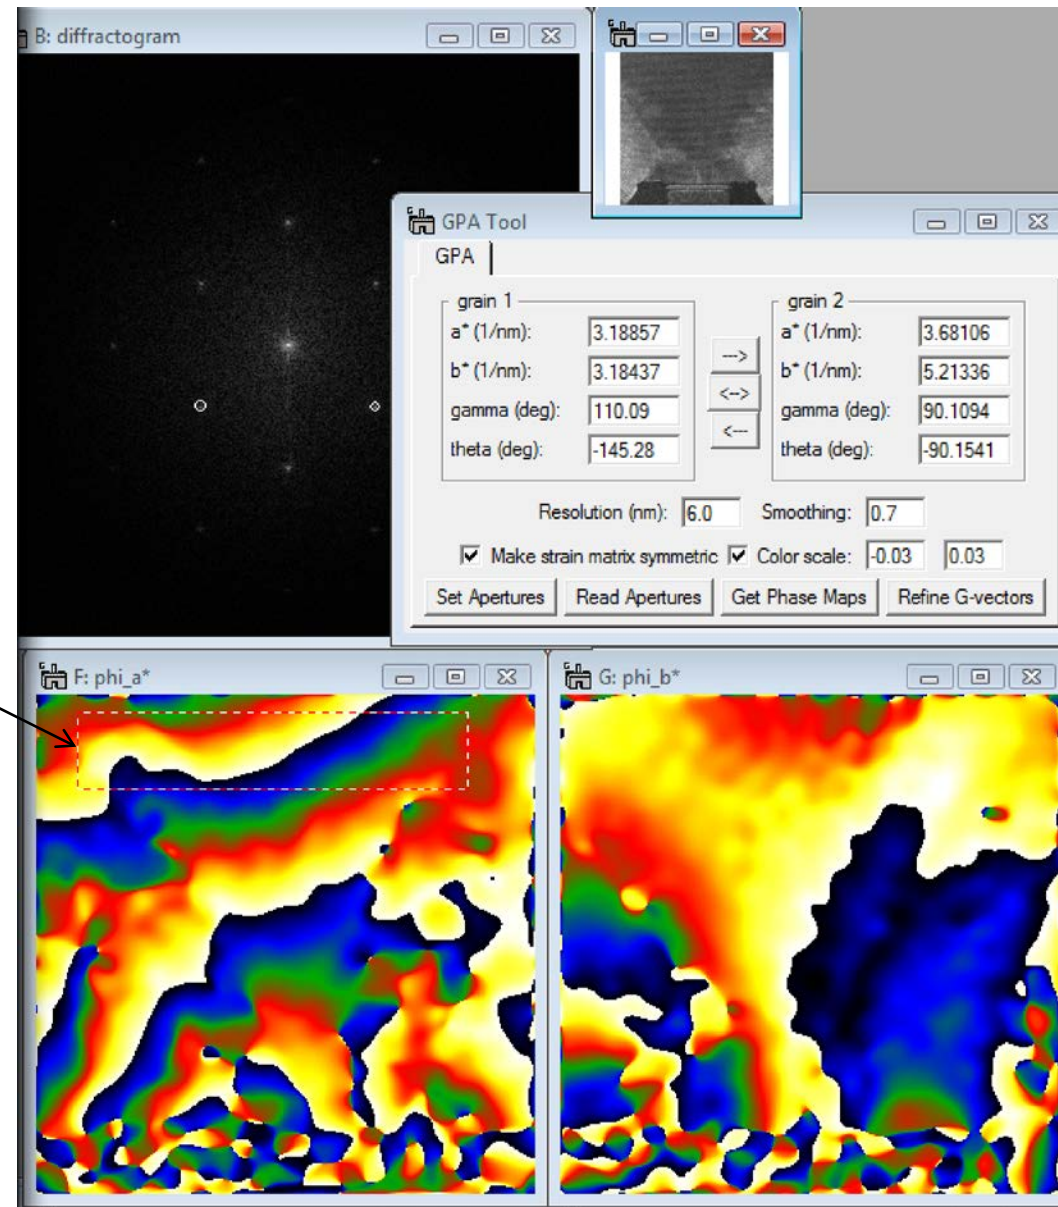 B: diffractogram
GPA Tool
GPA
grain 1
a* (1/nm): 3.18857
b* (1/nm): 3.18437
gamma (deg): 110.09
theta (deg): -145.28
--->
<-->
<---
grain 2
a* (1/nm): 3.68106
b* (1/nm): 5.21336
gamma (deg): 90.1094
theta (deg): -90.1541
Resolution (nm): 6.0 Smoothing: 0.7
Make strain matrix symmetric Color scale: -0.03 0.03
Set Apertures Read Apertures Get Phase Maps Refine G-vectors
F: phi_a*
G: phi_b*